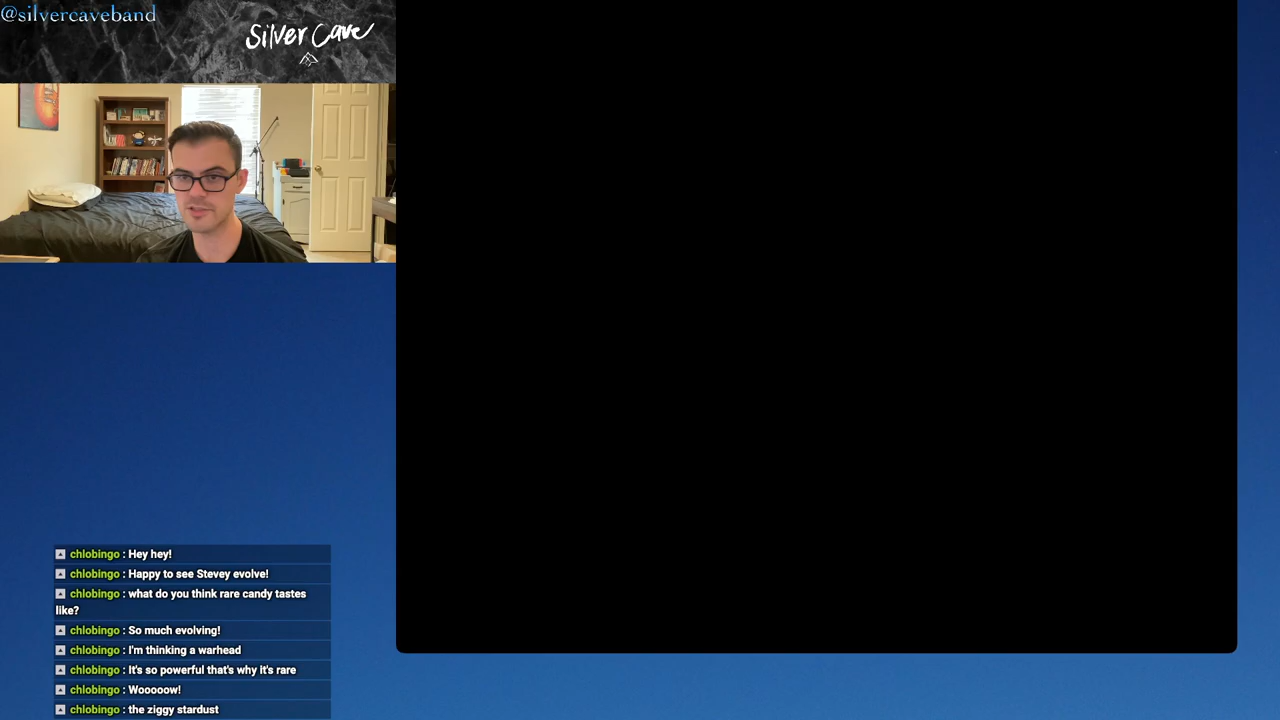 @silvercaveband
Silver Cave
chlobingo : Hey hey!
chlobingo : Happy to see Stevey evolve!
chlobingo : what do you think rare candy tastes
like?
chlobingo : So much evolving!
chlobingo : I'm thinking a warhead
chlobingo : It's so powerful that's why it's rare
chlobingo : Wooooow!
chlobingo : the ziggy stardust